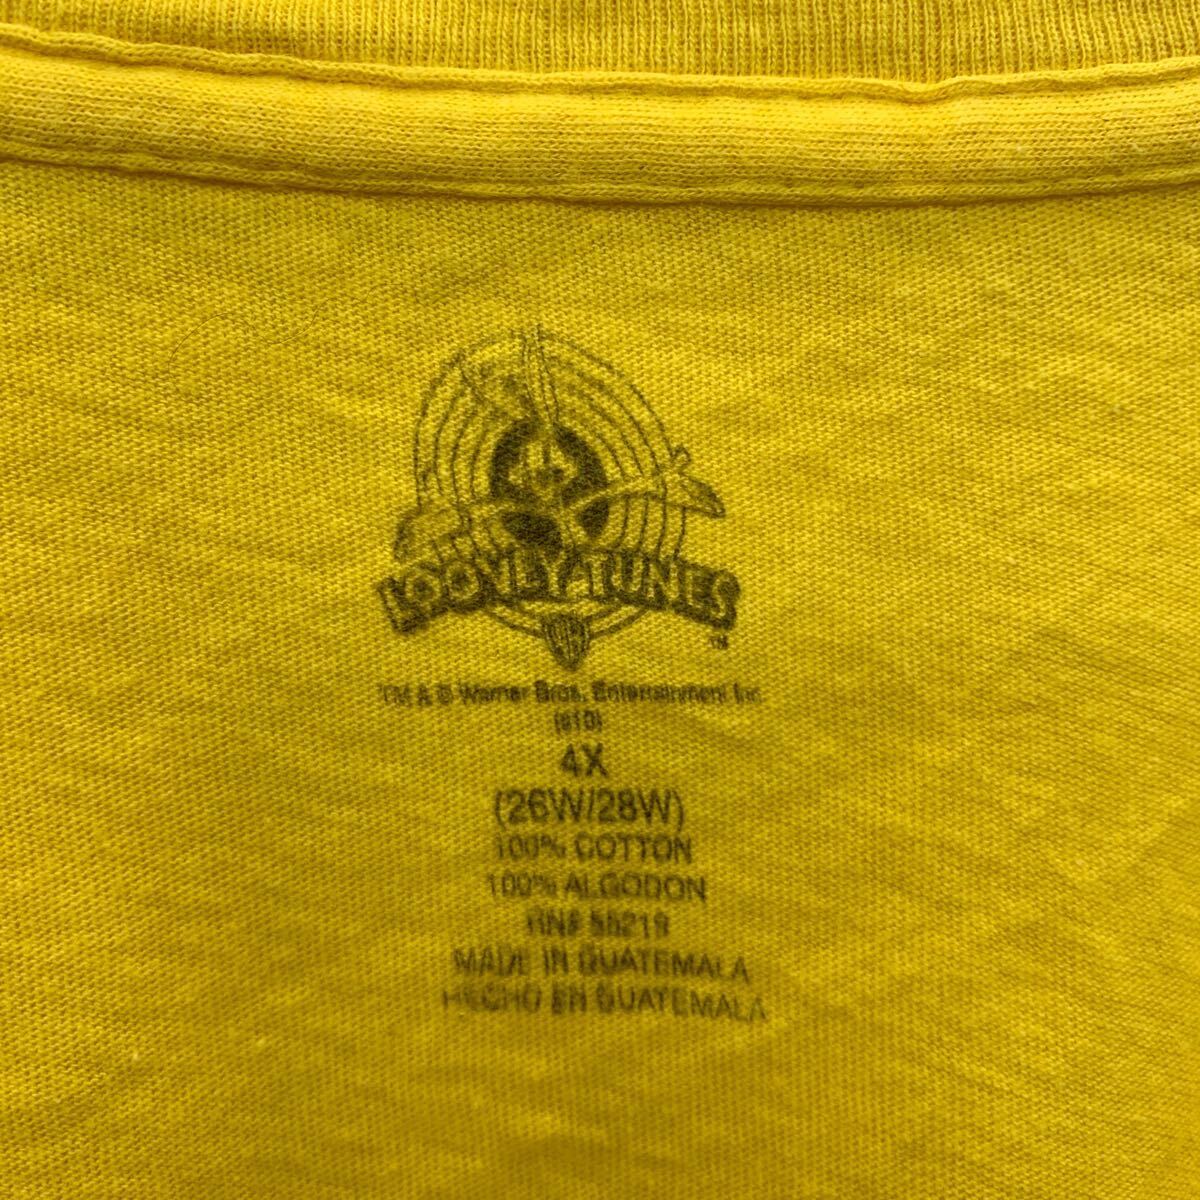 LOONEY TUNES
TM
TM & © Warner Bros. Entertainment Inc.
(s10)
4X
(26W/28W)
100% COTTON
100% ALGODON
RN# 55219
MADE IN GUATEMALA
HECHO EN GUATEMALA